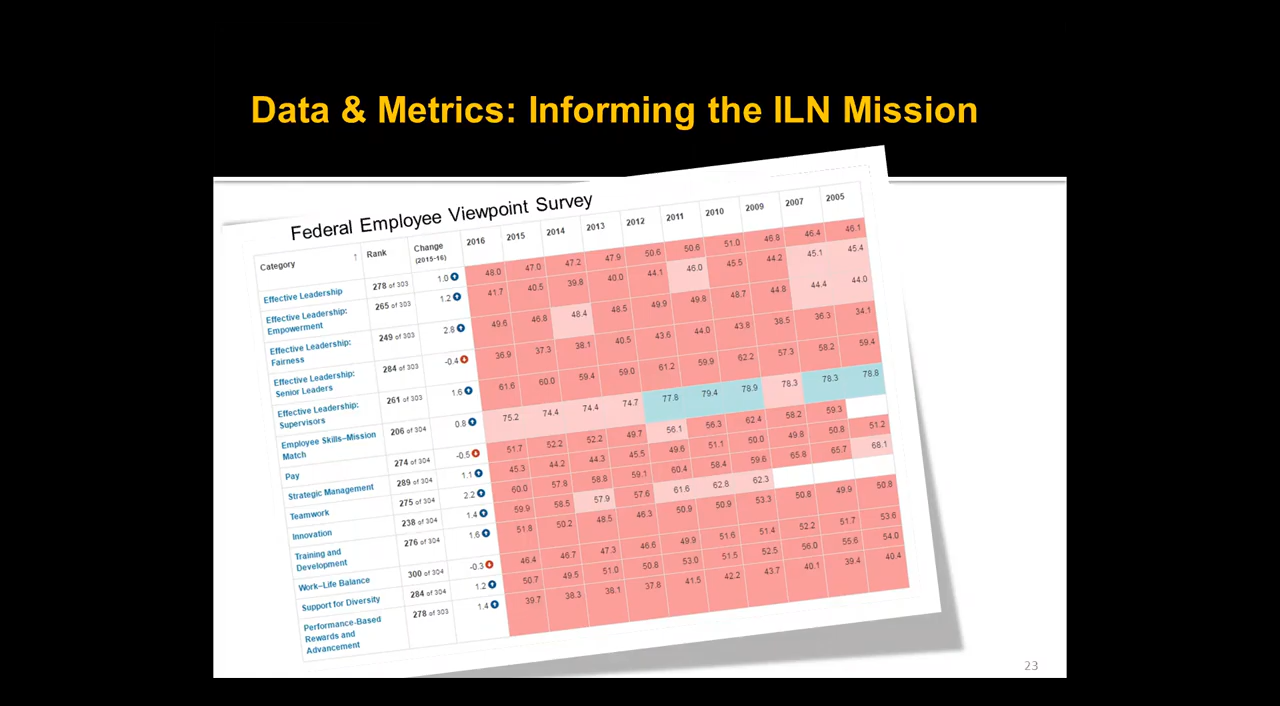 Data & Metrics: Informing the ILN Mission
Federal Employee Viewpoint Survey
Category ↑ Rank Change (2015-16) 2016 2015 2014 2013 2012 2011 2010 2009 2007 2005
Effective Leadership 278 of 303 1.0 48.0 47.0 47.2 47.9 50.6 50.6 51.0 46.8 46.4 46.1
Effective Leadership: Empowerment 265 of 303 1.2 41.7 40.5 39.8 40.0 44.1 46.0 45.5 44.2 45.1 45.4
Effective Leadership: Fairness 249 of 303 2.8 49.6 46.8 48.4 48.5 49.9 49.8 48.7 44.8 44.4 44.0
Effective Leadership: Senior Leaders 284 of 303 -0.4 36.9 37.3 38.1 40.5 43.6 44.0 43.8 38.5 36.3 34.1
Effective Leadership: Supervisors 261 of 303 1.6 61.6 60.0 59.4 59.0 61.2 59.9 62.2 57.3 58.2 59.4
Employee Skills–Mission Match 206 of 304 0.8 75.2 74.4 74.4 74.7 77.8 79.4 78.9 78.3 78.3 78.8
Pay 274 of 304 -0.5 51.7 52.2 52.2 49.7 56.1 56.3 62.4 58.2 59.3
Strategic Management 289 of 303 1.1 45.3 44.2 44.3 45.5 49.6 51.1 50.0 49.8 50.8 51.2
Teamwork 275 of 304 2.2 60.0 57.8 58.8 59.1 60.4 58.4 59.6 65.8 65.7 68.1
Innovation 238 of 304 1.4 59.9 58.5 57.9 57.6 61.6 62.8 62.3
Training and Development 276 of 304 1.6 51.8 50.2 48.5 46.3 50.9 50.9 53.3 50.8 49.9 50.8
Work–Life Balance 300 of 304 -0.3 46.4 46.7 47.3 46.6 49.9 51.6 51.4 52.2 51.7 53.6
Support for Diversity 284 of 304 1.2 50.7 49.5 51.0 50.8 53.0 51.5 52.5 56.0 55.6 54.0
Performance-Based Rewards and Advancement 278 of 303 1.4 39.7 38.3 38.1 37.8 41.5 42.2 43.7 40.1 39.4 40.4
23